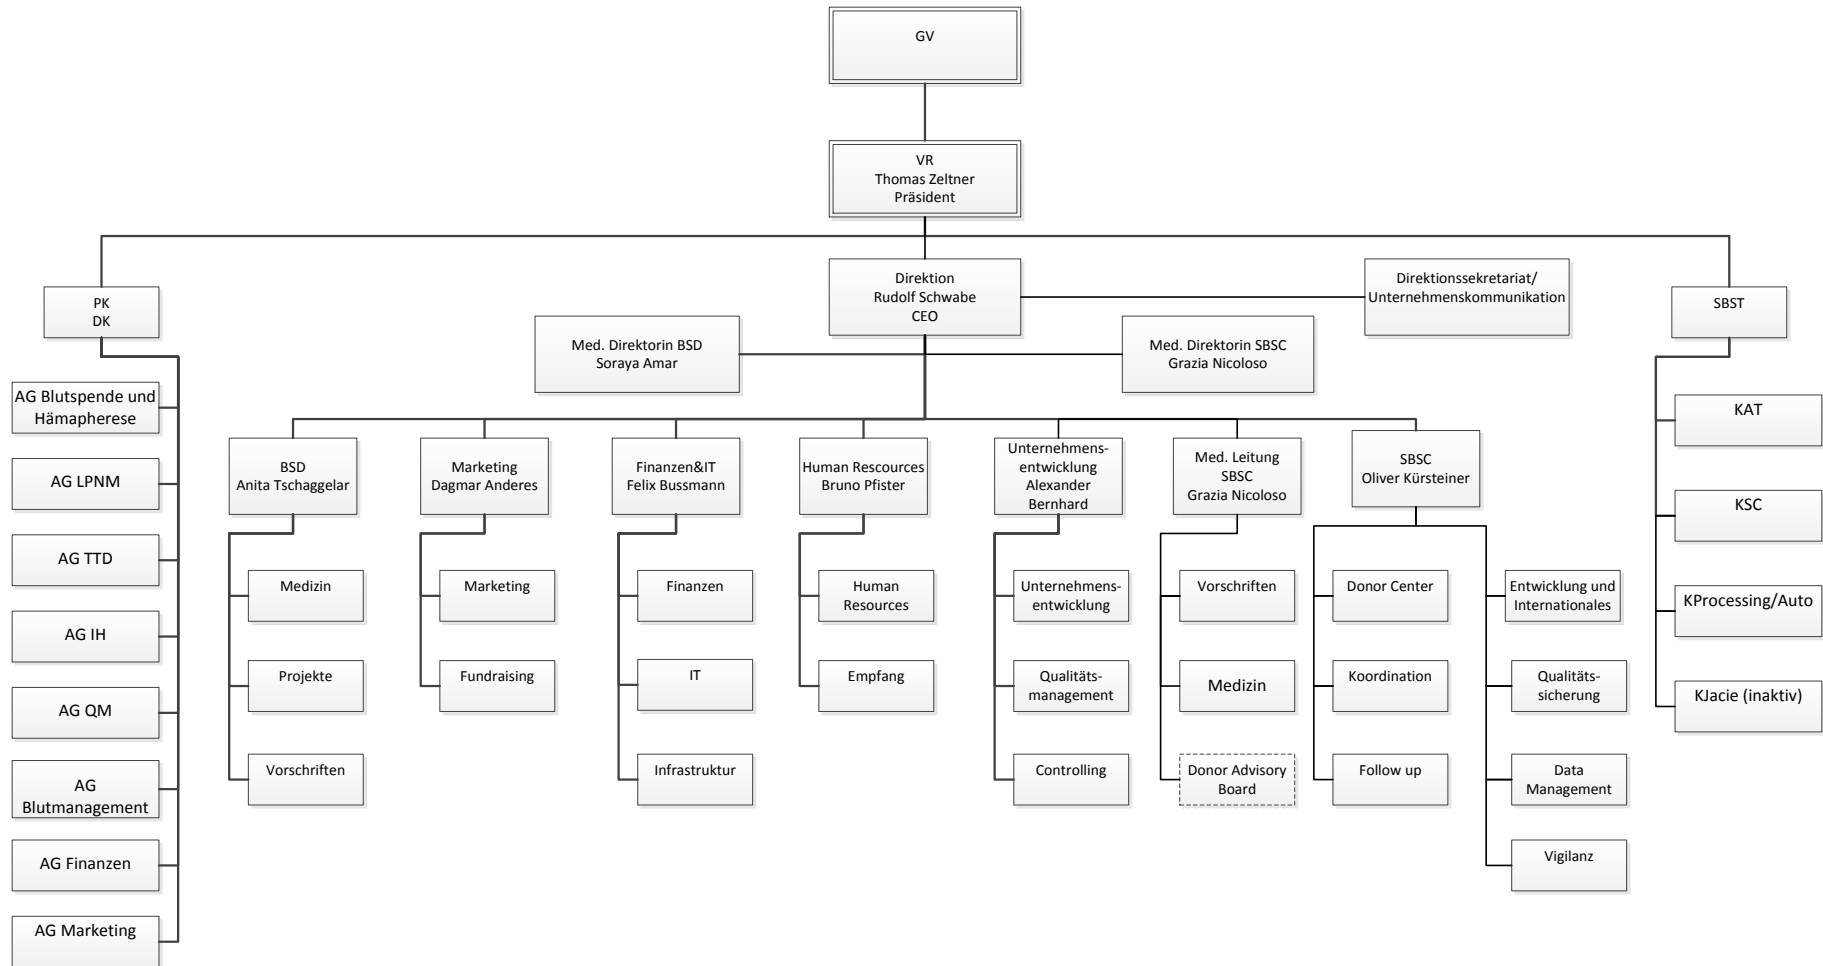 GV
VR
Thomas Zeltner
Präsident
Direktion
Rudolf Schwabe
CEO
Direktionssekretariat/
Unternehmenskommunikation
PK
DK
SBST
Med. Direktorin BSD
Soraya Amar
Med. Direktorin SBSC
Grazia Nicoloso
AG Blutspende und
Hämapherese
AG LPNM
AG TTD
AG IH
AG QM
AG
Blutmanagement
AG Finanzen
AG Marketing
BSD
Anita Tschaggelar
Medizin
Projekte
Vorschriften
Marketing
Dagmar Anderes
Marketing
Fundraising
Finanzen&IT
Felix Bussmann
Finanzen
IT
Infrastruktur
Human Rescources
Bruno Pfister
Human
Resources
Empfang
Unternehmens-
entwicklung
Alexander
Bernhard
Unternehmens-
entwicklung
Qualitäts-
management
Controlling
Med. Leitung
SBSC
Grazia Nicoloso
Vorschriften
Medizin
Donor Advisory
Board
SBSC
Oliver Kürsteiner
Donor Center
Koordination
Follow up
Entwicklung und
Internationales
Qualitäts-
sicherung
Data
Management
Vigilanz
KAT
KSC
KProcessing/Auto
KJacie (inaktiv)